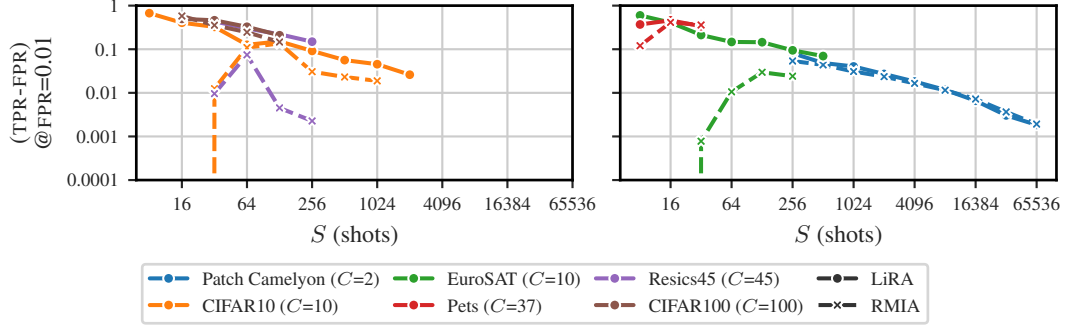 (TPR-FPR)
@FPR=0.01
1
0.1
0.01
0.001
0.0001
16
64
256
1024
4096
16384
65536
S (shots)
16
64
256
1024
4096
16384
65536
S (shots)
Patch Camelyon (C=2)
EuroSAT (C=10)
Resics45 (C=45)
LiRA
CIFAR10 (C=10)
Pets (C=37)
CIFAR100 (C=100)
RMIA